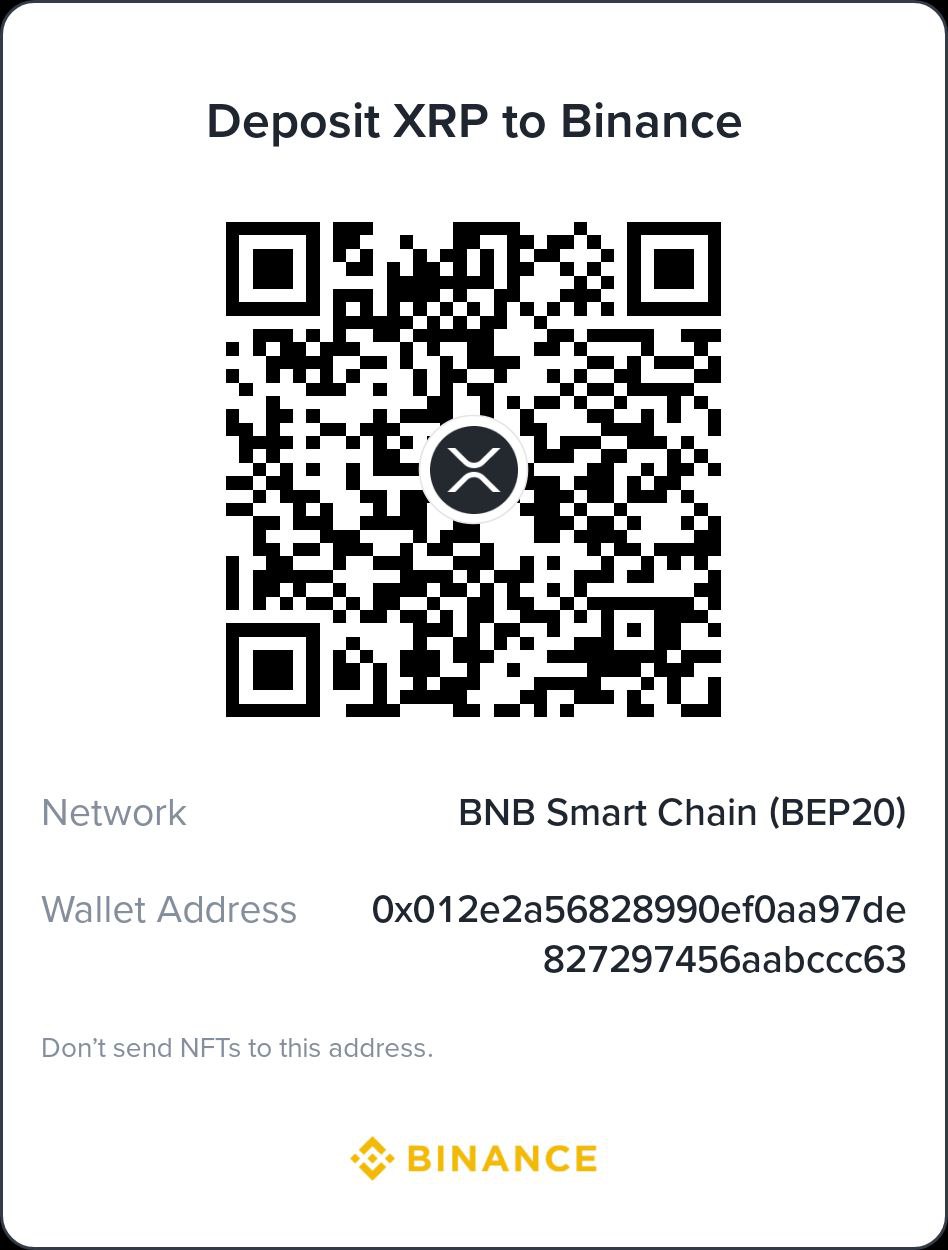 Deposit XRP to Binance
Network BNB Smart Chain (BEP20)
Wallet Address 0x012e2a56828990ef0aa97de
827297456aabccc63
Don’t send NFTs to this address.
BINANCE